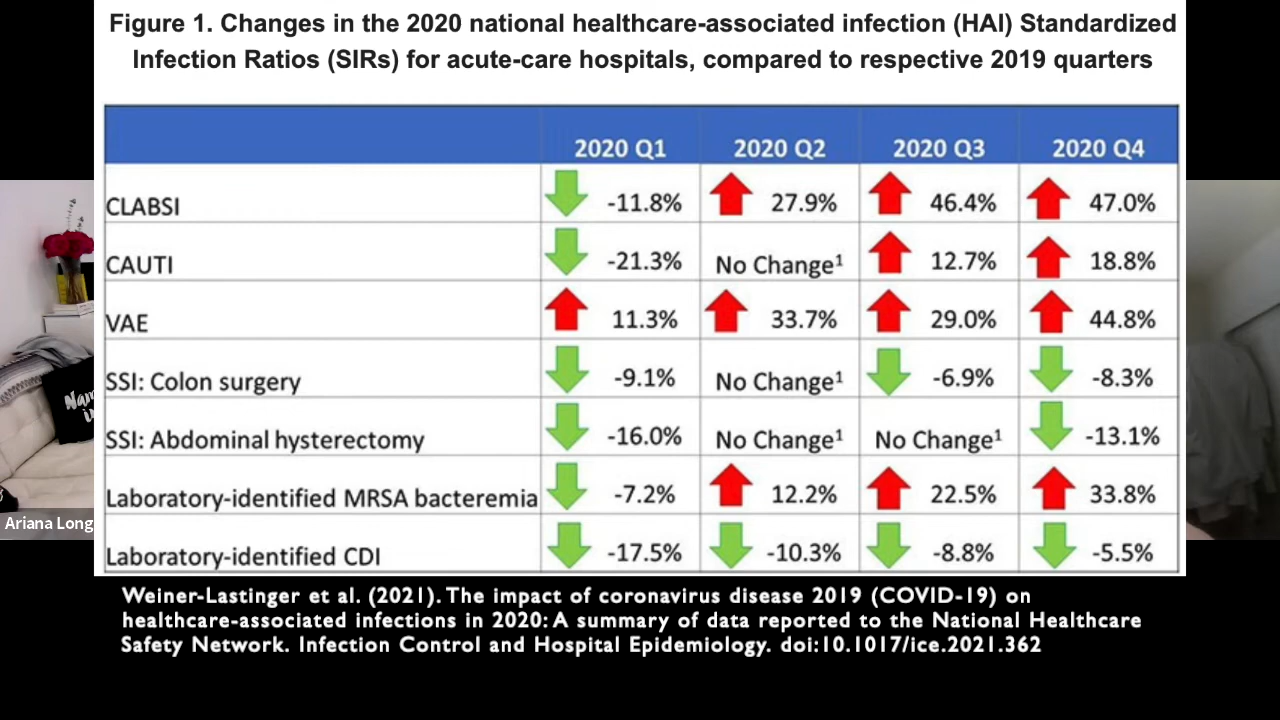 Figure 1. Changes in the 2020 national healthcare-associated infection (HAI) Standardized
Infection Ratios (SIRs) for acute-care hospitals, compared to respective 2019 quarters
2020 Q1 2020 Q2 2020 Q3 2020 Q4
CLABSI -11.8% 27.9% 46.4% 47.0%
CAUTI -21.3% No Change¹ 12.7% 18.8%
VAE 11.3% 33.7% 29.0% 44.8%
SSI: Colon surgery -9.1% No Change¹ -6.9% -8.3%
SSI: Abdominal hysterectomy -16.0% No Change¹ No Change¹ -13.1%
Laboratory-identified MRSA bacteremia -7.2% 12.2% 22.5% 33.8%
Laboratory-identified CDI -17.5% -10.3% -8.8% -5.5%
Ariana Long
Weiner-Lastinger et al. (2021). The impact of coronavirus disease 2019 (COVID-19) on
healthcare-associated infections in 2020: A summary of data reported to the National Healthcare
Safety Network. Infection Control and Hospital Epidemiology. doi:10.1017/ice.2021.362